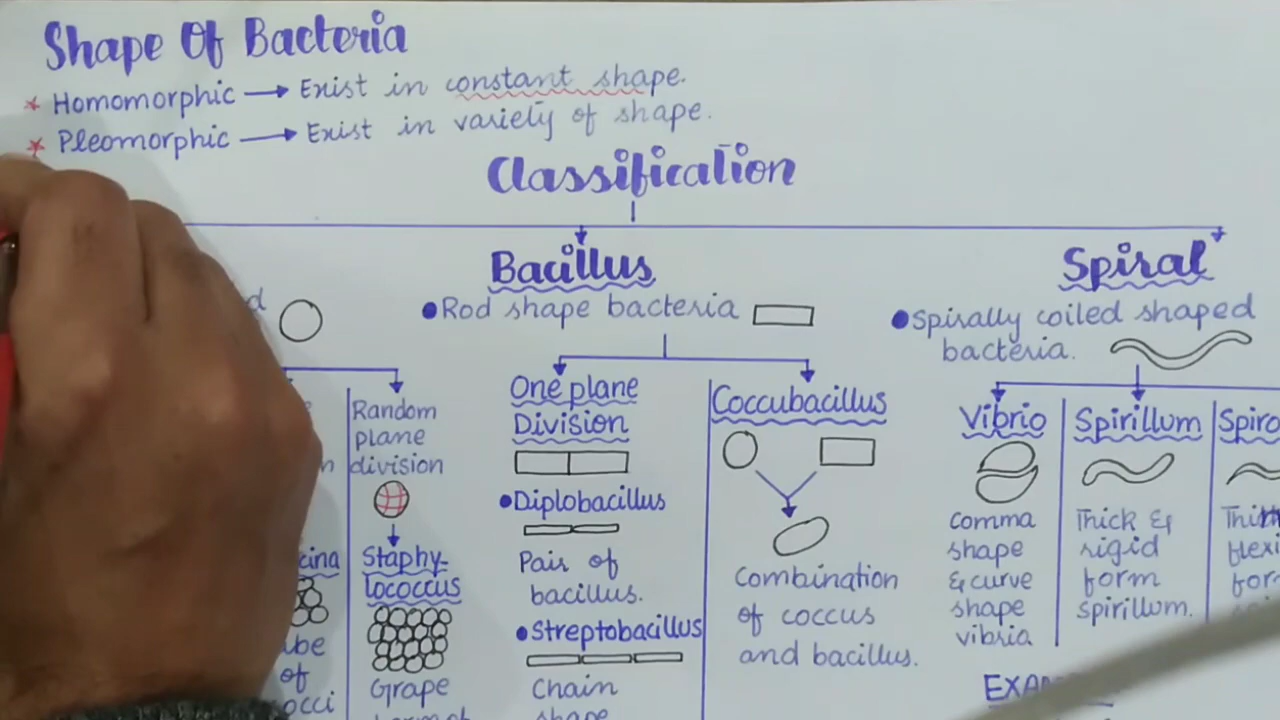 Shape Of Bacteria
* Homomorphic → Exist in constant shape.
* Pleomorphic → Exist in variety of shape.
Classification
Bacillus
Spiral
•Rod shape bacteria
•Spirally coiled shaped
bacteria.
Random
plane
division
Staphy-
lococcus
Grape
One plane
Division
•Diplobacillus
Pair of
bacillus.
•Streptobacillus
Chain
shape
Coccubacillus
Combination
of coccus
and bacillus.
Vibrio
comma
shape
& curve
shape
vibria
Spirillum
Thick &
rigid
form
spirillum.
of